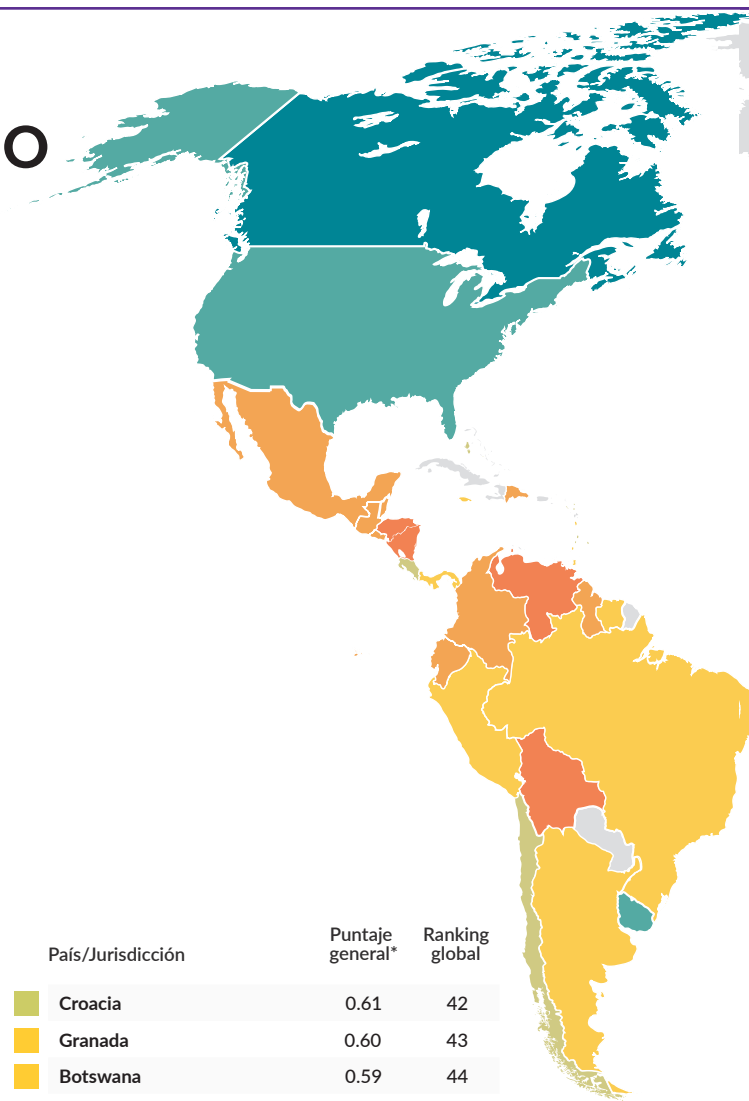 O
País/Jurisdicción Puntaje general* Ranking global
Croacia 0.61 42
Granada 0.60 43
Botswana 0.59 44